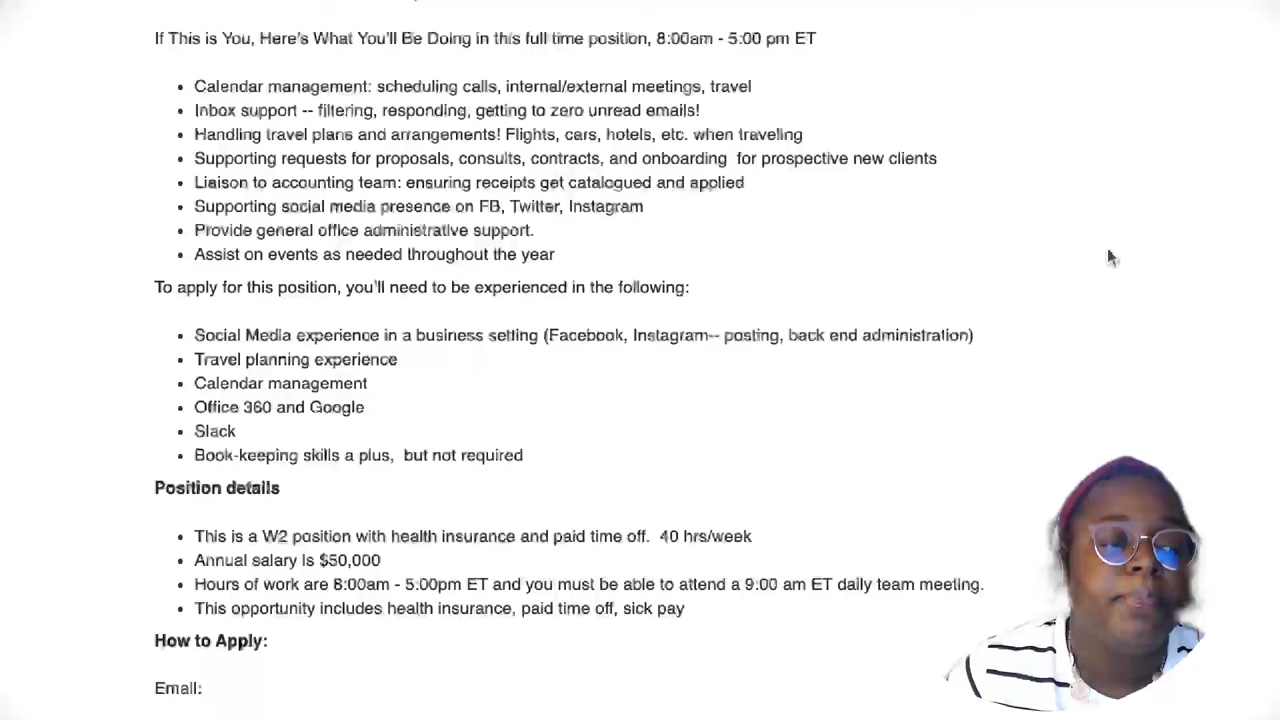 If This is You, Here's What You'll Be Doing in this full time position, 8:00am - 5:00 pm ET
• Calendar management: scheduling calls, internal/external meetings, travel
• Inbox support -- filtering, responding, getting to zero unread emails!
• Handling travel plans and arrangements! Flights, cars, hotels, etc. when traveling
• Supporting requests for proposals, consults, contracts, and onboarding  for prospective new clients
• Liaison to accounting team: ensuring receipts get catalogued and applied
• Supporting social media presence on FB, Twitter, Instagram
• Provide general office administrative support.
• Assist on events as needed throughout the year
To apply for this position, you'll need to be experienced in the following:
• Social Media experience in a business setting (Facebook, Instagram-- posting, back end administration)
• Travel planning experience
• Calendar management
• Office 360 and Google
• Slack
• Book-keeping skills a plus,  but not required
Position details
• This is a W2 position with health insurance and paid time off.  40 hrs/week
• Annual salary is $50,000
• Hours of work are 8:00am - 5:00pm ET and you must be able to attend a 9:00 am ET daily team meeting.
• This opportunity includes health insurance, paid time off, sick pay
How to Apply:
Email: